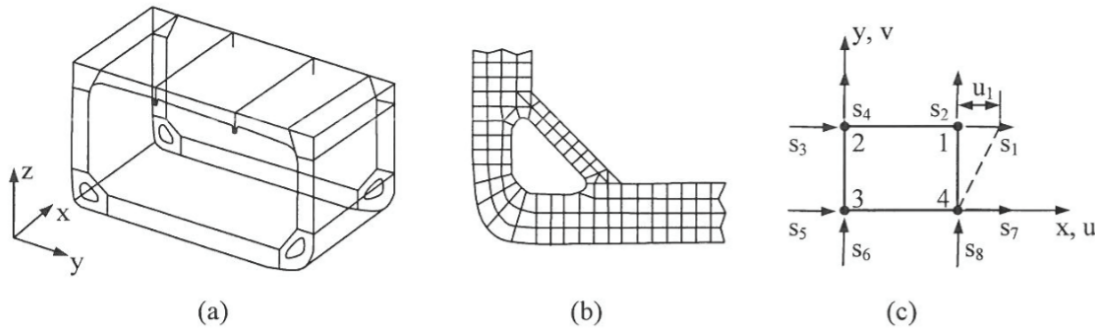 z
x
y
(a)
(b)
y, v
u₁
s₄
s₂
s₃
2
1
s₁
3
4
s₅
s₇
x, u
s₆
s₈
(c)